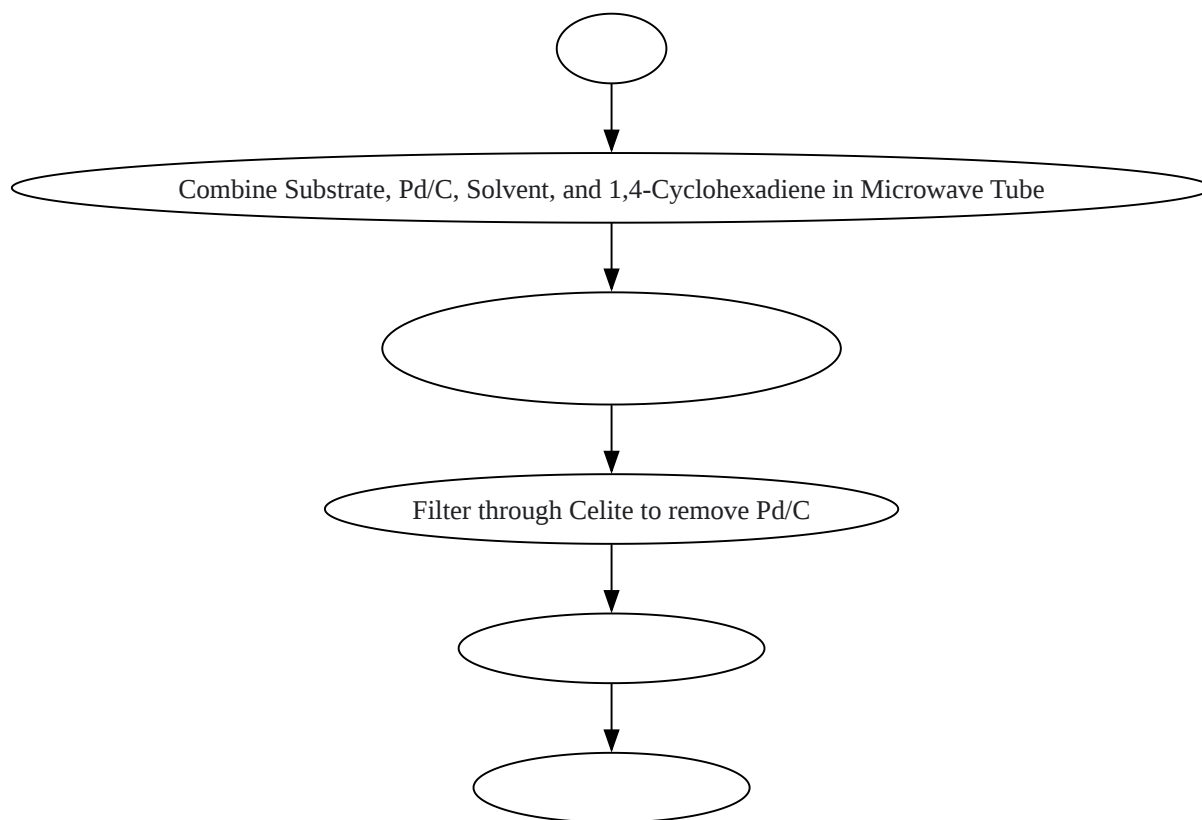 Combine Substrate, Pd/C, Solvent, and 1,4-Cyclohexadiene in Microwave Tube
Filter through Celite to remove Pd/C